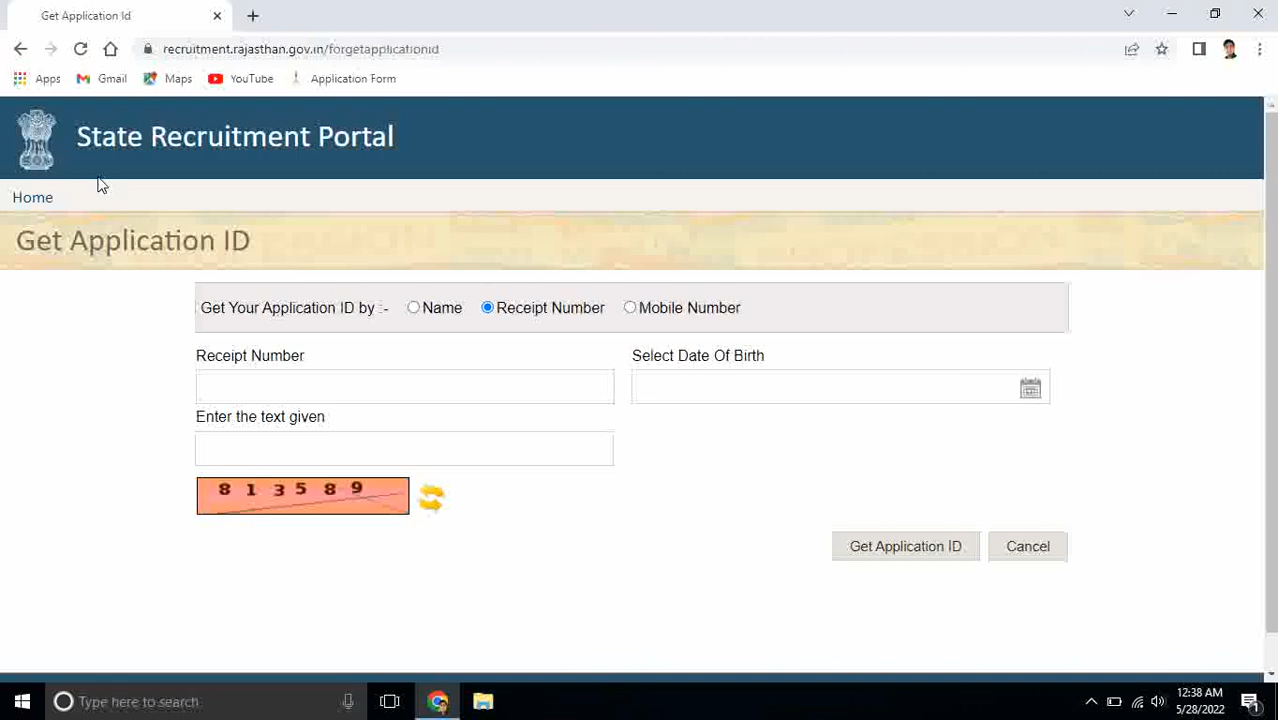 Get Application Id
recruitment.rajasthan.gov.in/forgetapplicationid
Apps Gmail Maps YouTube Application Form
State Recruitment Portal
Home
Get Application ID
Get Your Application ID by :- Name Receipt Number Mobile Number
Receipt Number Select Date Of Birth
Enter the text given
8 1 3 5 8 9
Get Application ID Cancel
Type here to search
12:38 AM
5/28/2022
1